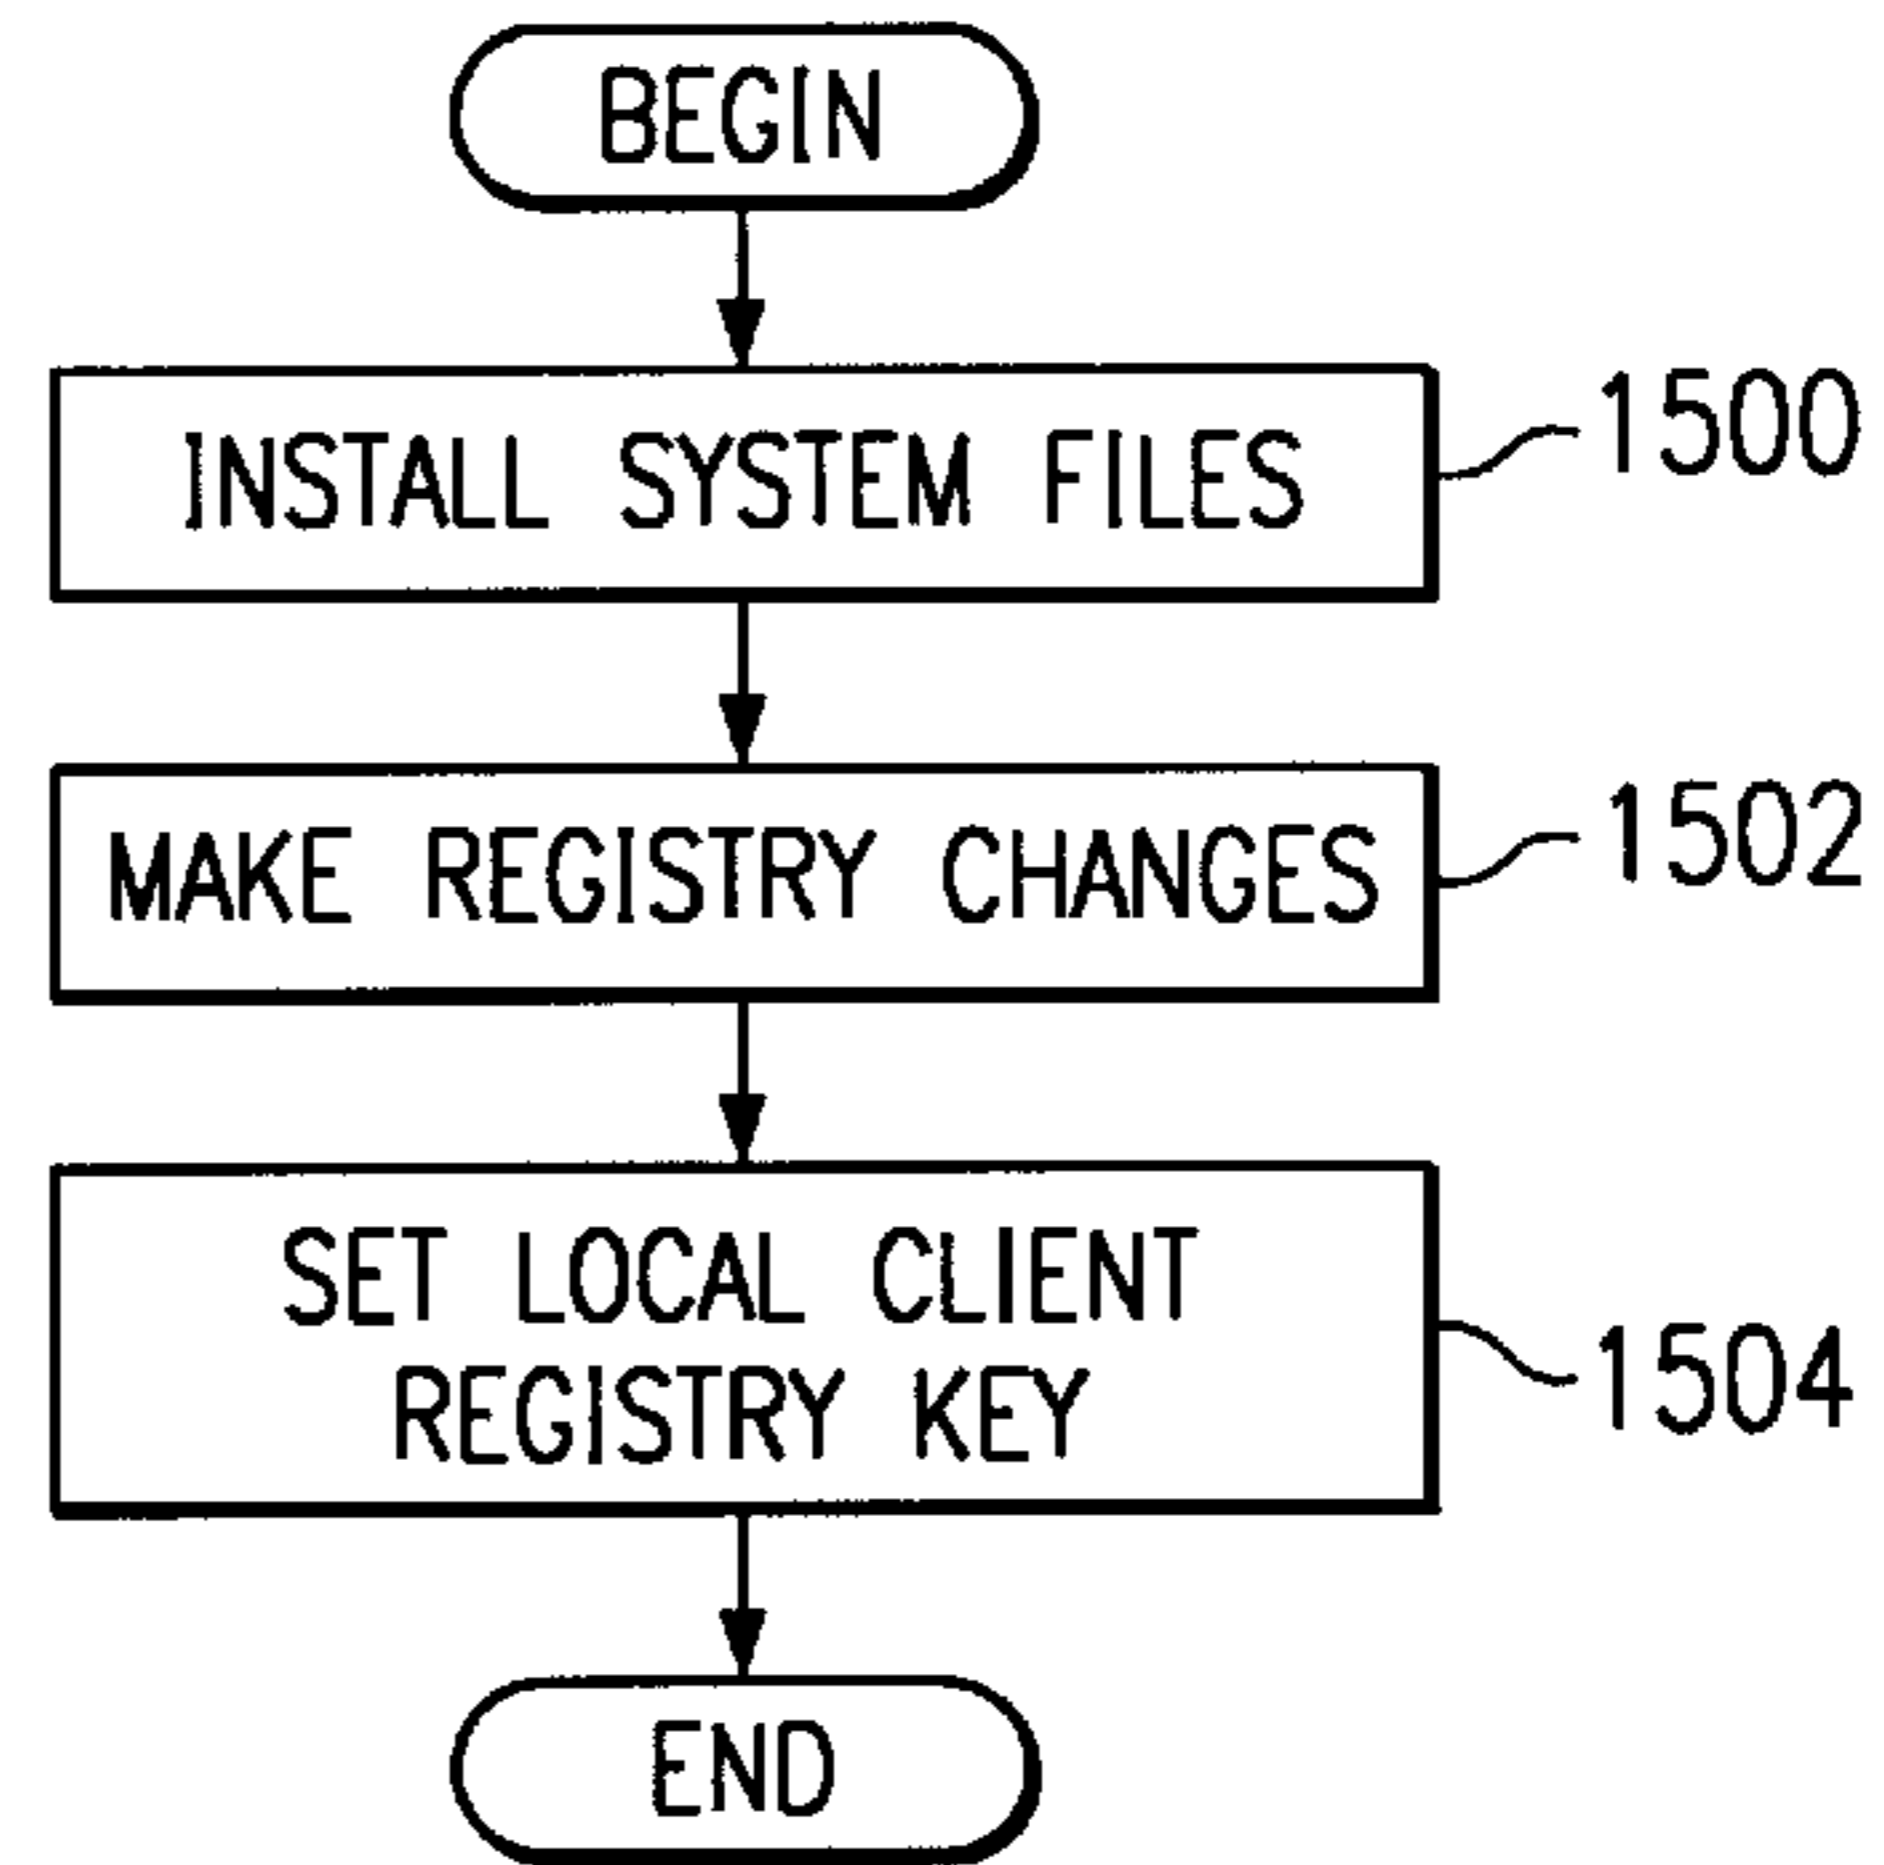 BEGIN
INSTALL SYSTEM FILES
1500
MAKE REGISTRY CHANGES
1502
SET LOCAL CLIENT
REGISTRY KEY
1504
END